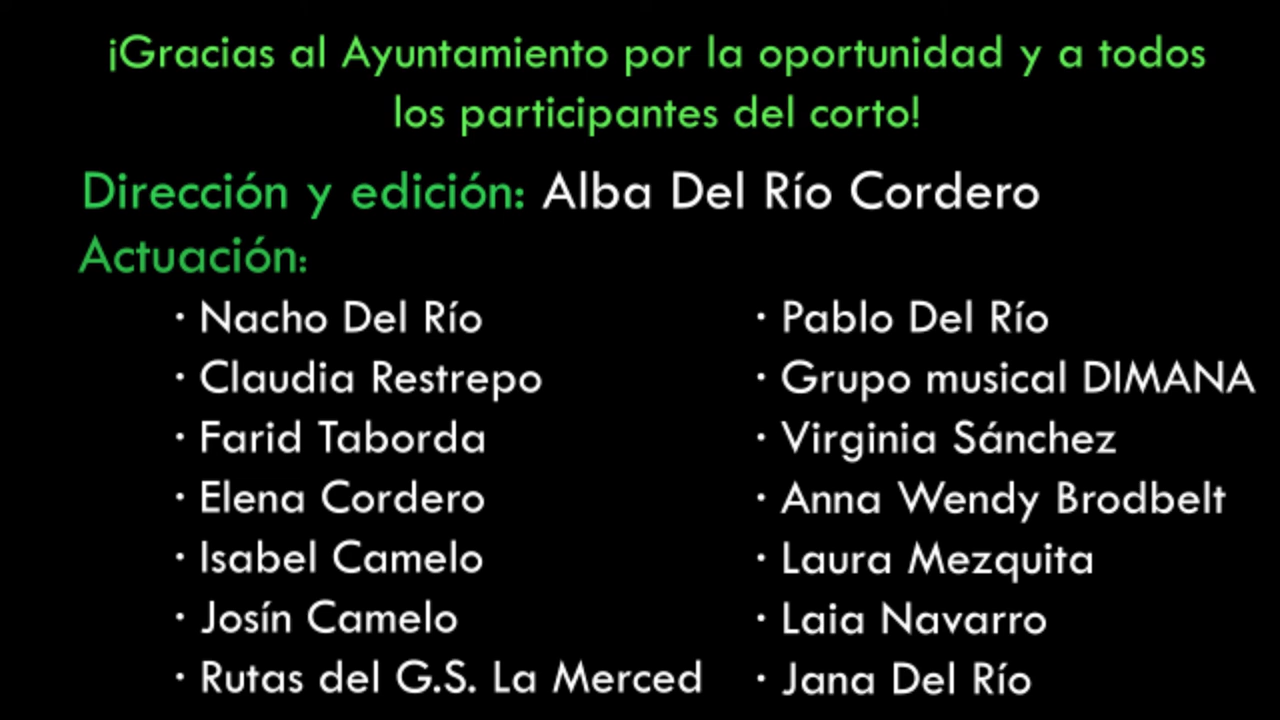 ¡Gracias al Ayuntamiento por la oportunidad y a todos
los participantes del corto!
Dirección y edición: Alba Del Río Cordero
Actuación:
· Nacho Del Río
· Claudia Restrepo
· Farid Taborda
· Elena Cordero
· Isabel Camelo
· Josín Camelo
· Rutas del G.S. La Merced
· Pablo Del Río
· Grupo musical DIMANA
· Virginia Sánchez
· Anna Wendy Brodbelt
· Laura Mezquita
· Laia Navarro
· Jana Del Río